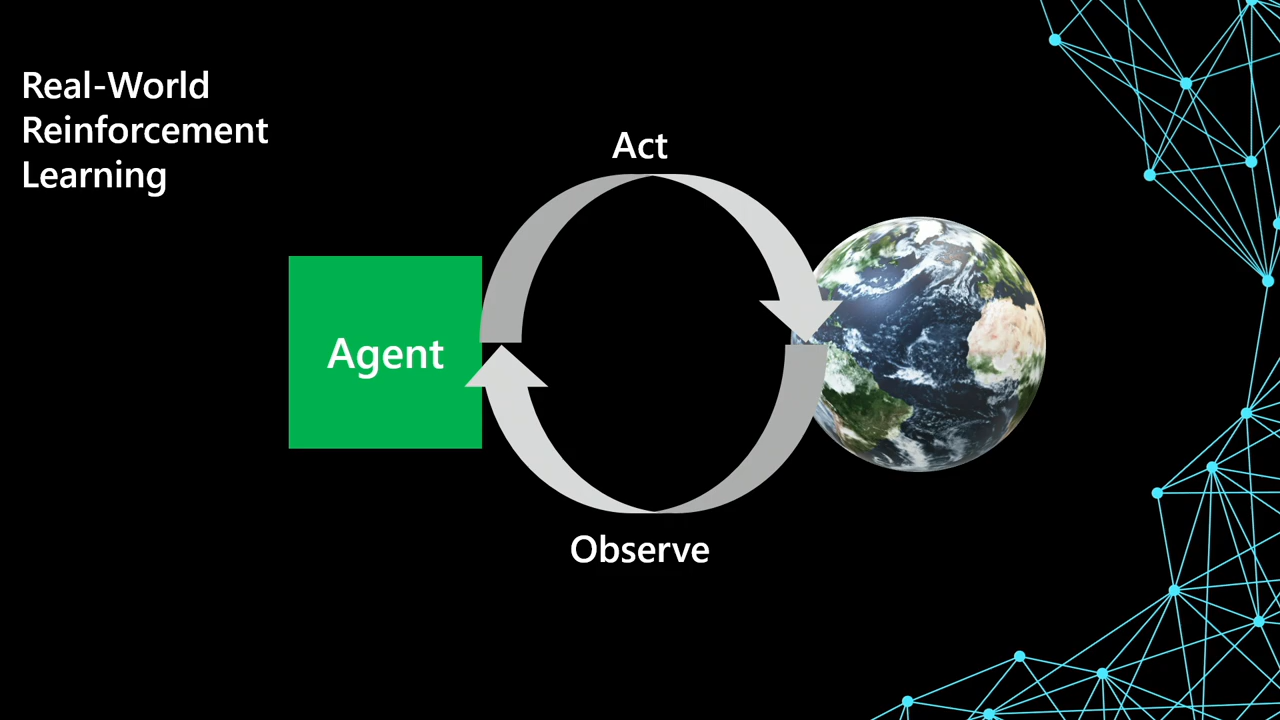 Real-World
Reinforcement
Learning
Act
Agent
Observe